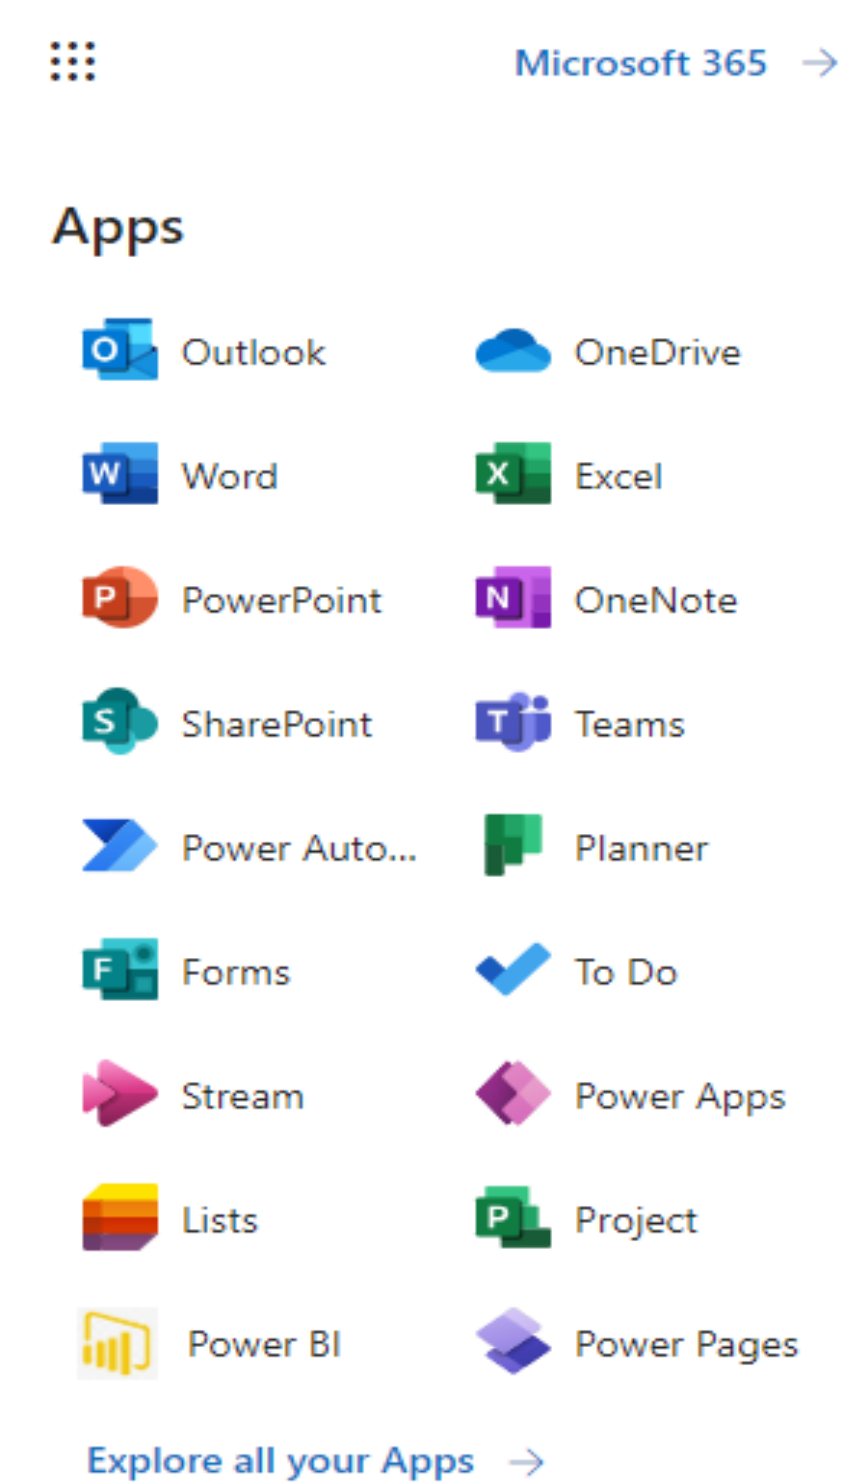 Microsoft 365
Apps
Outlook
OneDrive
Word
Excel
PowerPoint
OneNote
SharePoint
Teams
Power Auto...
Planner
Forms
To Do
Stream
Power Apps
Lists
Project
Power BI
Power Pages
Explore all your Apps